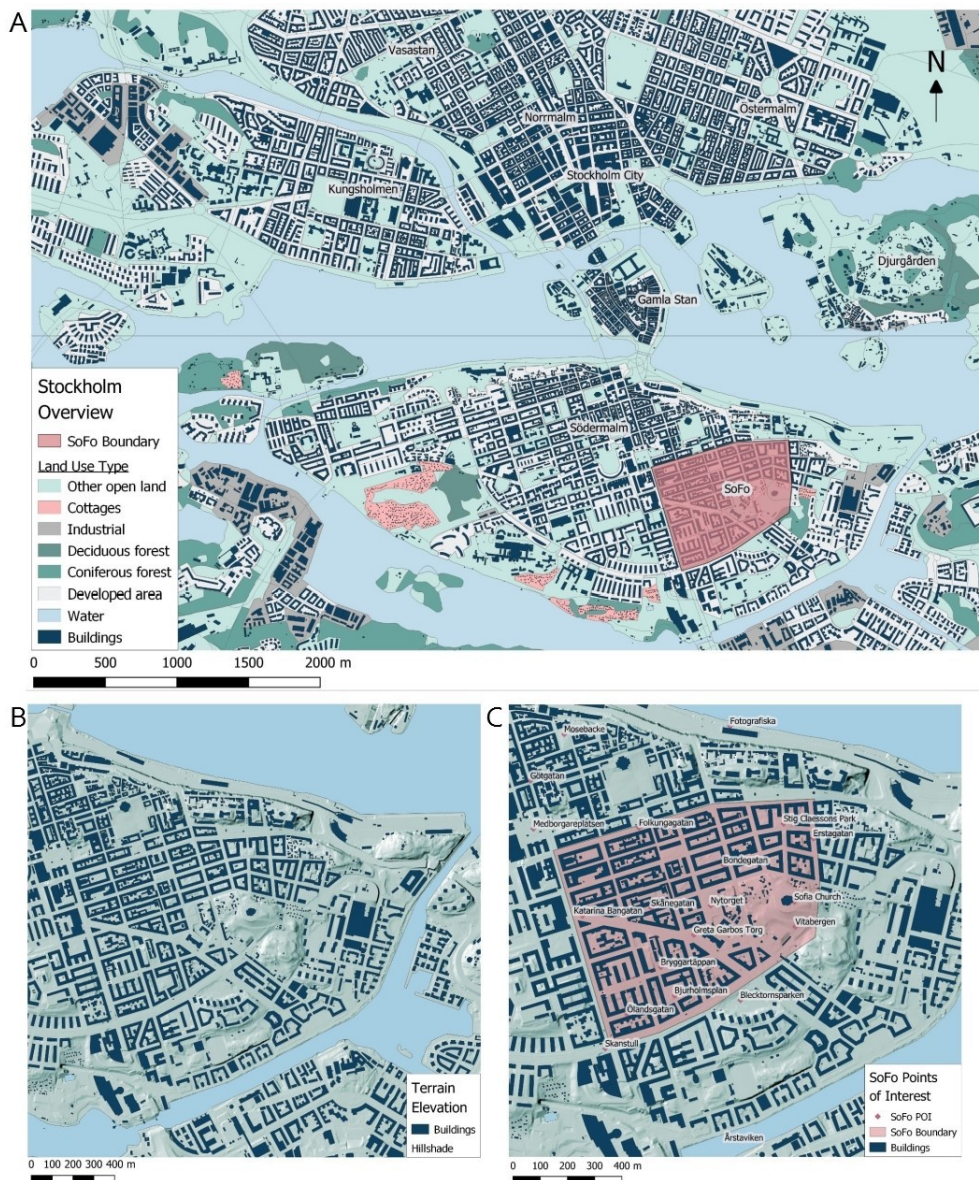 A
N
Vasastan
Norrmalm
Östermalm
Stockholm City
Kungsholmen
Djurgården
Gamla Stan
Södermalm
SoFo
Stockholm
Overview
SoFo Boundary
Land Use Type
Other open land
Cottages
Industrial
Deciduous forest
Coniferous forest
Developed area
Water
Buildings
0 500 1000 1500 2000 m
B
Terrain
Elevation
Buildings
Hillshade
0 100 200 300 400 m
C
Fotografiska
Mosebacke
Götgatan
Medborgareplatsen
Folkungagatan
Stig Claessons Park
Erstagatan
Bondegatan
Sofia Church
Nytorget
Skånegatan
Katarina Bangatan
Vitabergen
Greta Garbos Torg
Bryggartäppan
Bjurholmsplan
Blecktornsparken
Ölandsgatan
Skanstull
Årstaviken
SoFo Points
of Interest
SoFo POI
SoFo Boundary
Buildings
0 100 200 300 400 m